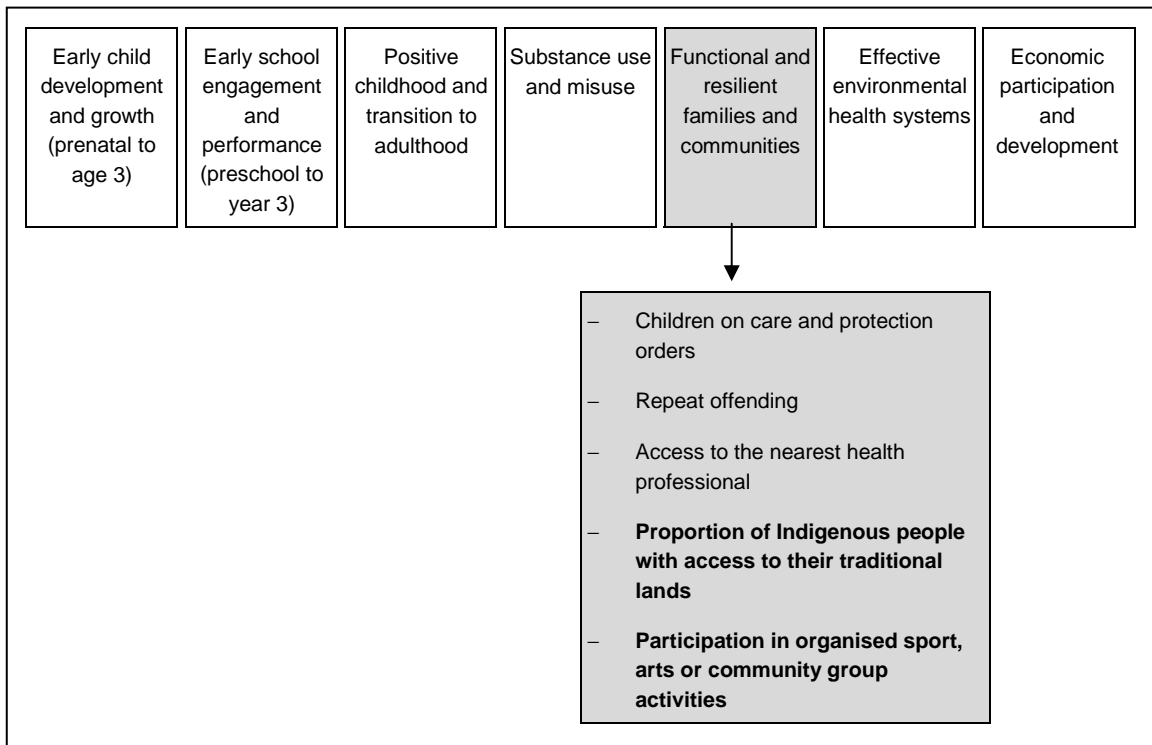 Early child
development
and growth
(prenatal to
age 3)
Early school
engagement
and
performance
(preschool to
year 3)
Positive
childhood and
transition to
adulthood
Substance use
and misuse
Functional and
resilient
families and
communities
Effective
environmental
health systems
Economic
participation
and
development
– Children on care and protection
orders
– Repeat offending
– Access to the nearest health
professional
– Proportion of Indigenous people
with access to their traditional
lands
– Participation in organised sport,
arts or community group
activities